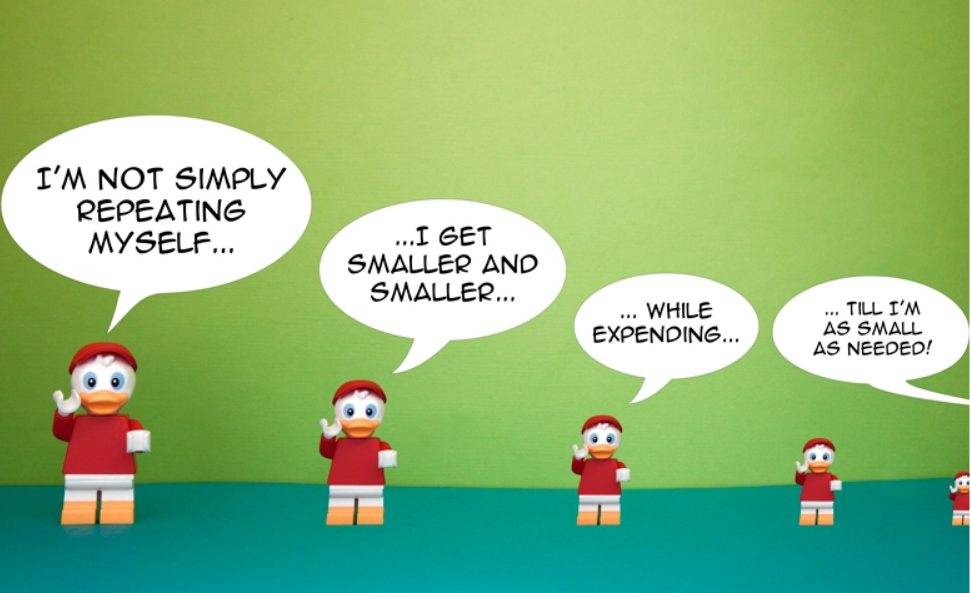 I'M NOT SIMPLY
REPEATING
MYSELF...
...I GET
SMALLER AND
SMALLER...
... WHILE
EXPENDING...
... TILL I'M
AS SMALL
AS NEEDED!